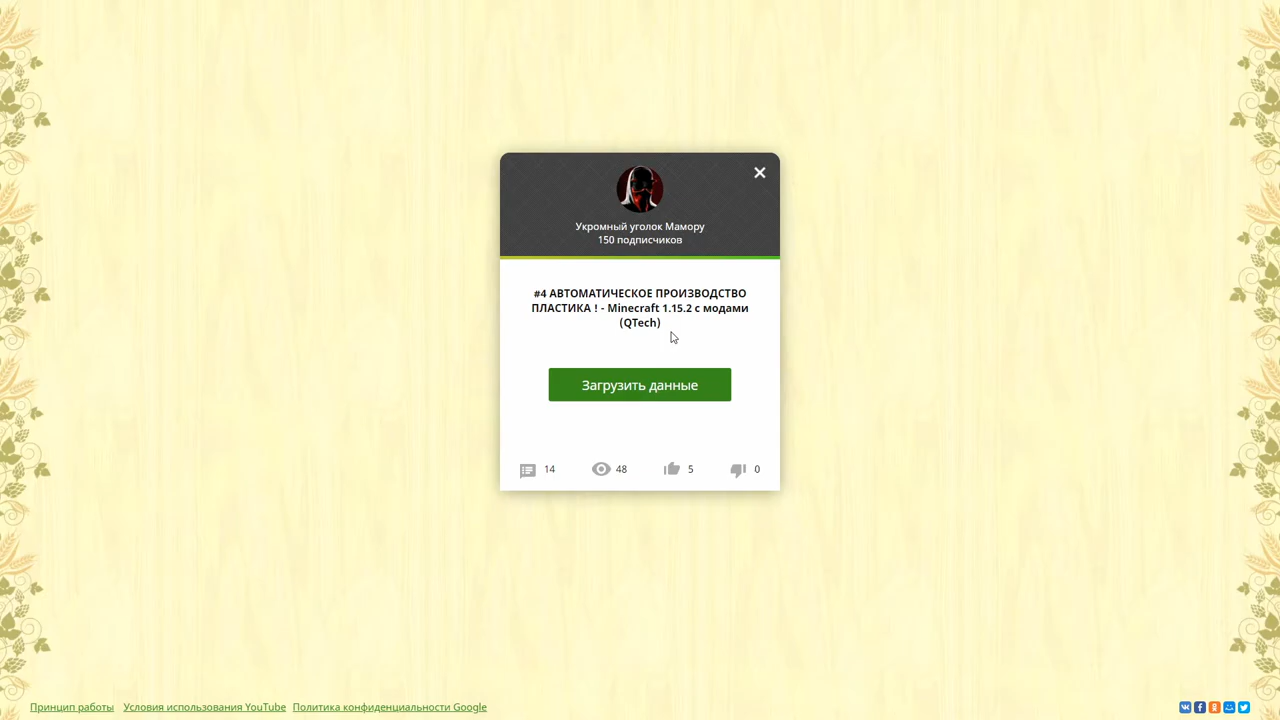 Укромный уголок Мамору
150 подписчиков
#4 АВТОМАТИЧЕСКОЕ ПРОИЗВОДСТВО
ПЛАСТИКА ! - Minecraft 1.15.2 с модами
(QTech)
Загрузить данные
14 48 5 0
Принцип работы Условия использования YouTube Политика конфиденциальности Google